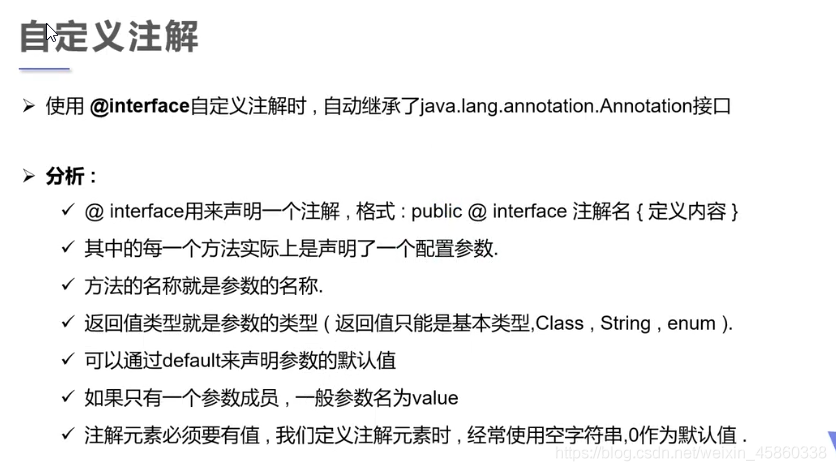 自定义注解
使用 @interface自定义注解时 , 自动继承了java.lang.annotation.Annotation接口
分析 :
@ interface用来声明一个注解 , 格式 : public @ interface 注解名 { 定义内容 }
其中的每一个方法实际上是声明了一个配置参数.
方法的名称就是参数的名称.
返回值类型就是参数的类型 ( 返回值只能是基本类型,Class , String , enum ).
可以通过default来声明参数的默认值
如果只有一个参数成员 , 一般参数名为value
注解元素必须要有值 , 我们定义注解元素时 , 经常使用空字符串,0作为默认值 .
https://blog.csdn.net/weixin_45860338